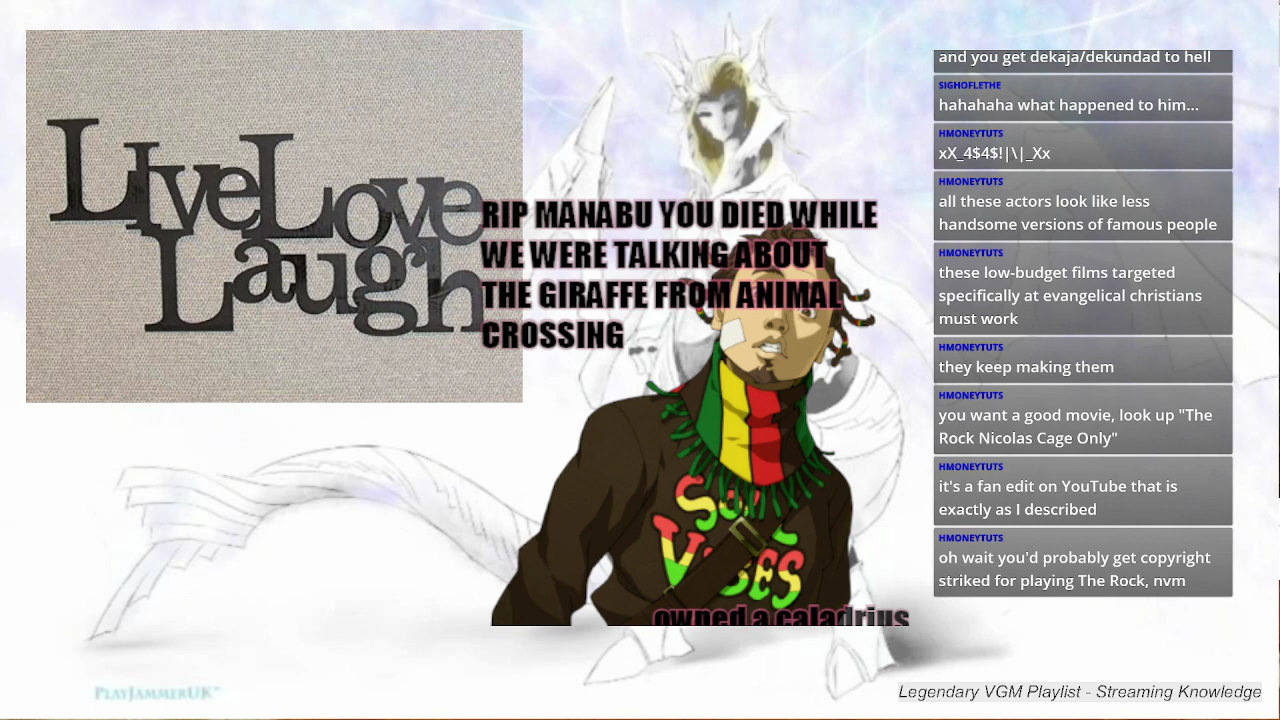 Live Love
Laugh
RIP MANABU YOU DIED WHILE
WE WERE TALKING ABOUT
THE GIRAFFE FROM ANIMAL
CROSSING
SOUL
VIBES
owned a caladrius
and you get dekaja/dekundad to hell
SIGHOFLETHE
hahahaha what happened to him...
HMONEYTUTS
xX_4$4$!|\|_Xx
HMONEYTUTS
all these actors look like less
handsome versions of famous people
HMONEYTUTS
these low-budget films targeted
specifically at evangelical christians
must work
HMONEYTUTS
they keep making them
HMONEYTUTS
you want a good movie, look up "The
Rock Nicolas Cage Only"
HMONEYTUTS
it's a fan edit on YouTube that is
exactly as I described
HMONEYTUTS
oh wait you'd probably get copyright
striked for playing The Rock, nvm
PLAYJAMMERUK™
Legendary VGM Playlist - Streaming Knowledge